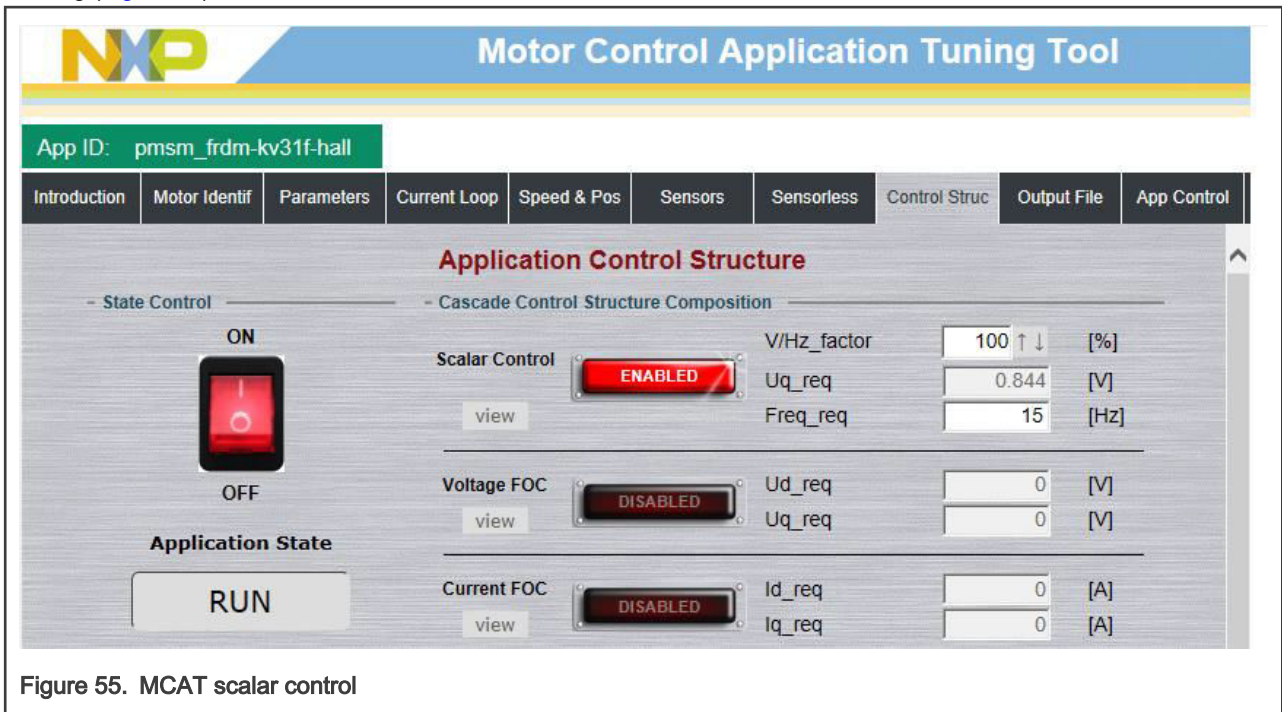 NXP
Motor Control Application Tuning Tool
App ID: pmsm_frdm-kv31f-hall
Introduction Motor Identif Parameters Current Loop Speed & Pos Sensors Sensorless Control Struc Output File App Control
Application Control Structure
- State Control
- Cascade Control Structure Composition
ON
OFF
Application State
RUN
Scalar Control
ENABLED
view
V/Hz_factor 100 ↑↓ [%]
Uq_req 0.844 [V]
Freq_req 15 [Hz]
Voltage FOC
DISABLED
view
Ud_req 0 [V]
Uq_req 0 [V]
Current FOC
DISABLED
view
Id_req 0 [A]
Iq_req 0 [A]
Figure 55. MCAT scalar control